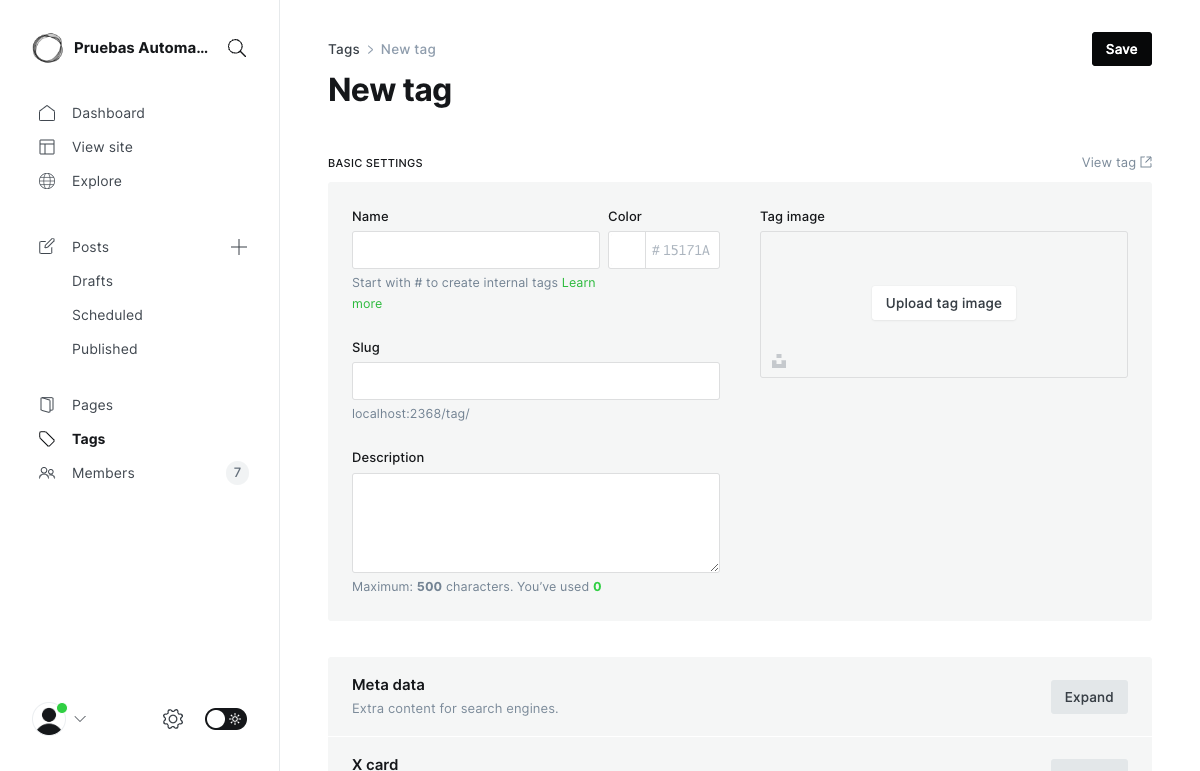 Pruebas Automa...
Dashboard
View site
Explore
Posts
Drafts
Scheduled
Published
Pages
Tags
Members
7
Tags > New tag
Save
New tag
BASIC SETTINGS
View tag
Name
Color
# 15171A
Start with # to create internal tags Learn
more
Slug
localhost:2368/tag/
Description
Maximum: 500 characters. You’ve used 0
Tag image
Upload tag image
Meta data
Extra content for search engines.
Expand
X card